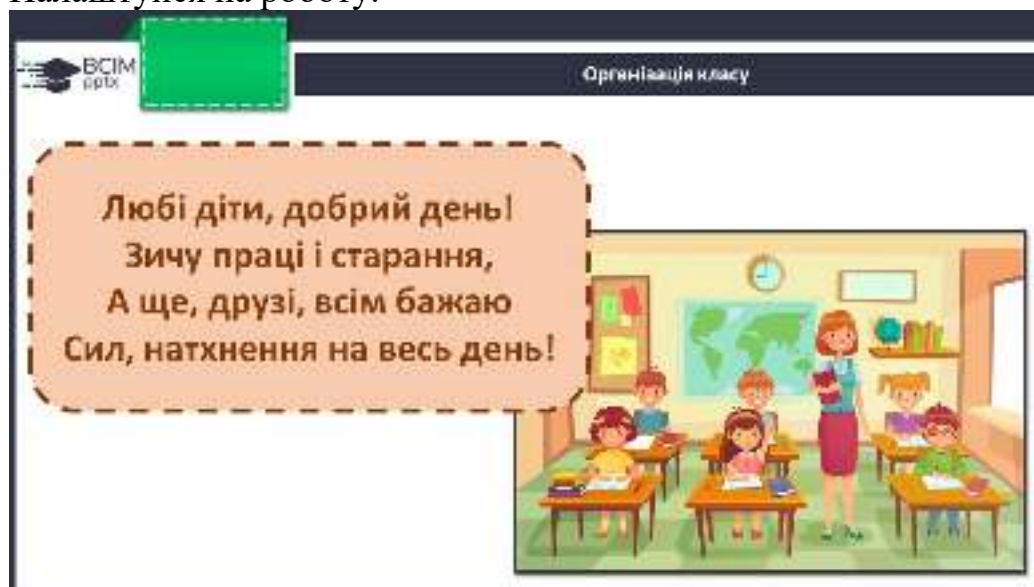 Налаштуйся на роботу.
ВСІМ
pptx
Організація класу
Любі діти, добрий день!
Зичу праці і старання,
А ще, друзі, всім бажаю
Сил, натхнення на весь день!